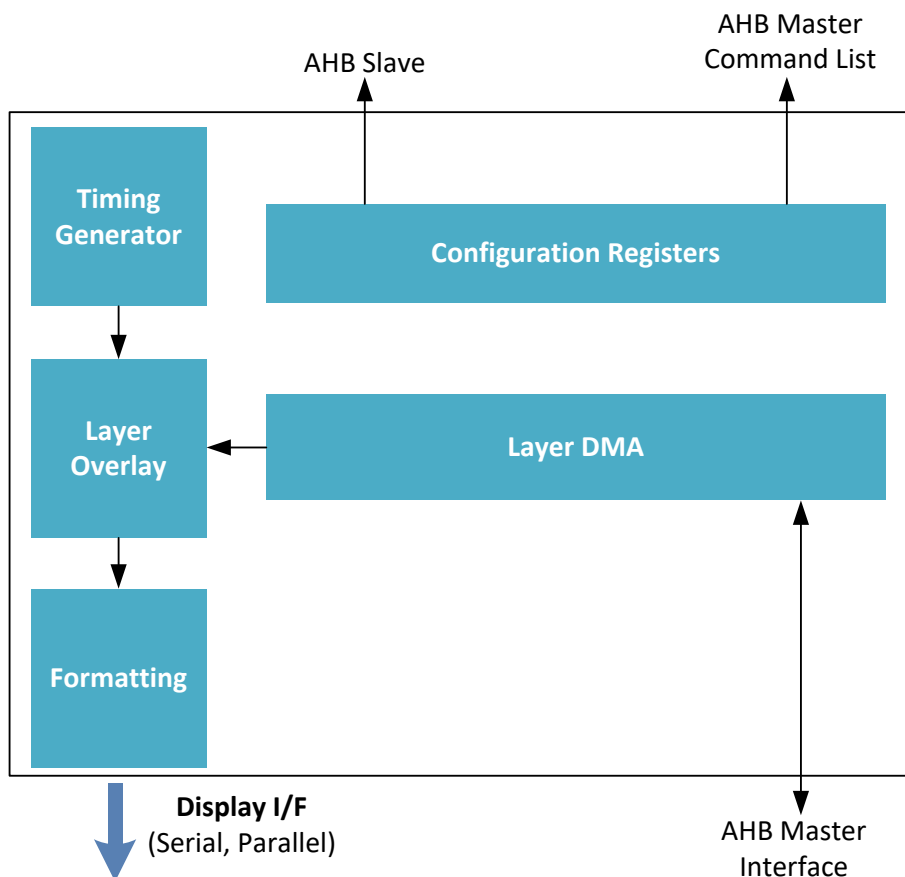 AHB Slave
AHB Master
Command List
Timing
Generator
Configuration Registers
Layer
Overlay
Layer DMA
Formatting
Display I/F
(Serial, Parallel)
AHB Master
Interface